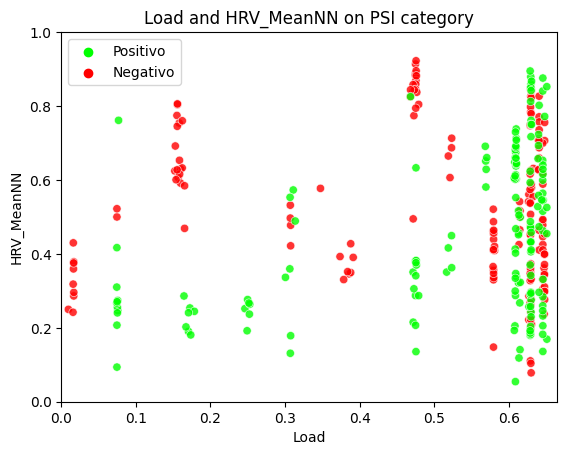 Load and HRV_MeanNN on PSI category
Positivo
Negativo
HRV_MeanNN
1.0
0.8
0.6
0.4
0.2
0.0
0.0 0.1 0.2 0.3 0.4 0.5 0.6
Load